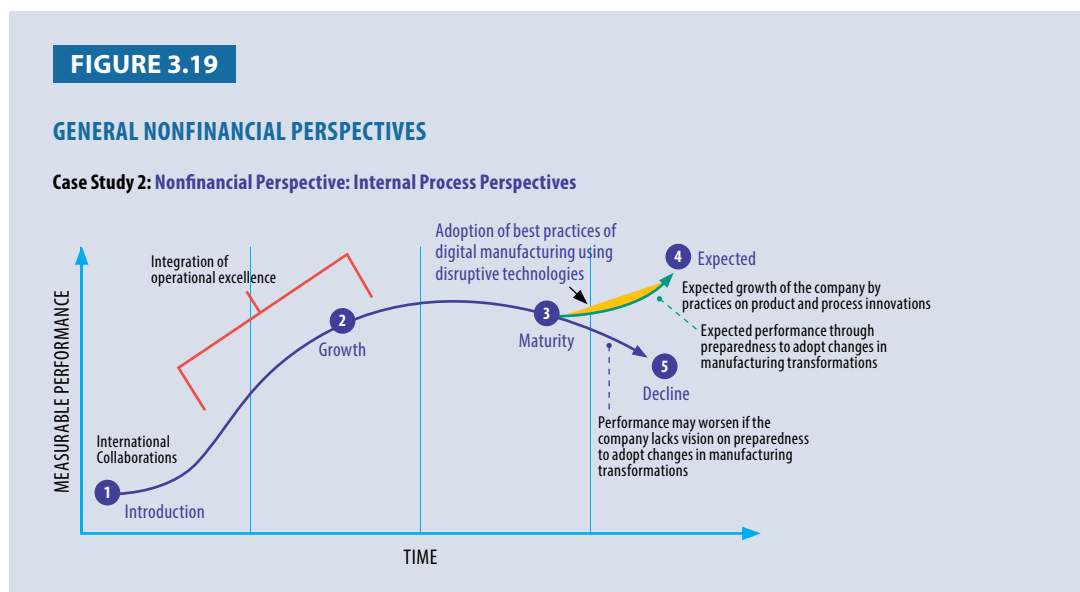 FIGURE 3.19
GENERAL NONFINANCIAL PERSPECTIVES
Case Study 2: Nonfinancial Perspective: Internal Process Perspectives
MEASURABLE PERFORMANCE
Integration of
operational excellence
Adoption of best practices of
digital manufacturing using
disruptive technologies
4
Expected
Expected growth of the company by
practices on product and process innovations
Expected performance through
preparedness to adopt changes in
manufacturing transformations
2
Growth
3
Maturity
5
Decline
Performance may worsen if the
company lacks vision on preparedness
to adopt changes in manufacturing
transformations
International
Collaborations
1
Introduction
TIME